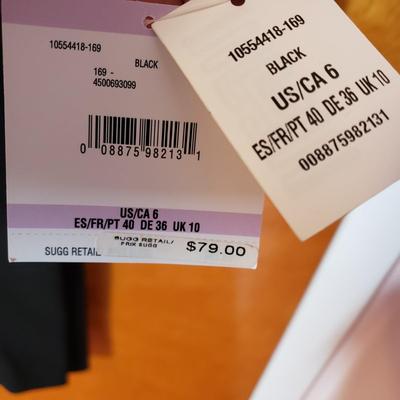 10554418-169
BLACK
169 -
4500693099
0 08875 98213 1
US/CA 6
ES/FR/PT 40 DE 36 UK 10
SUGG RETAIL/
PRIX SUGG
SUGG RETAIL
$79.00
10554418-169
BLACK
US/CA 6
ES/FR/PT 40 DE 36 UK 10
008875982131